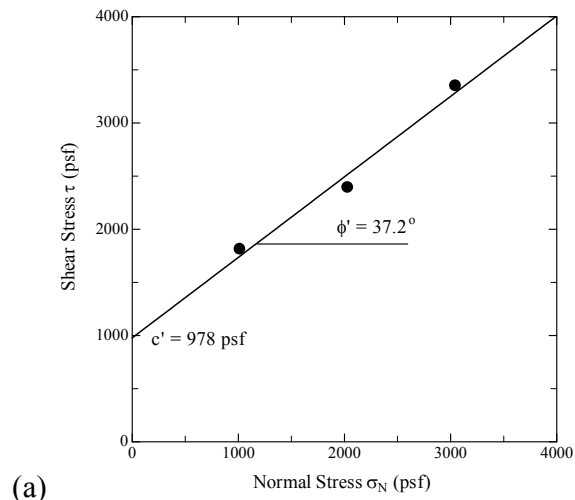 4000
3000
2000
1000
0
Shear Stress τ (psf)
ϕ' = 37.2°
c' = 978 psf
0 1000 2000 3000 4000
Normal Stress σN (psf)
(a)